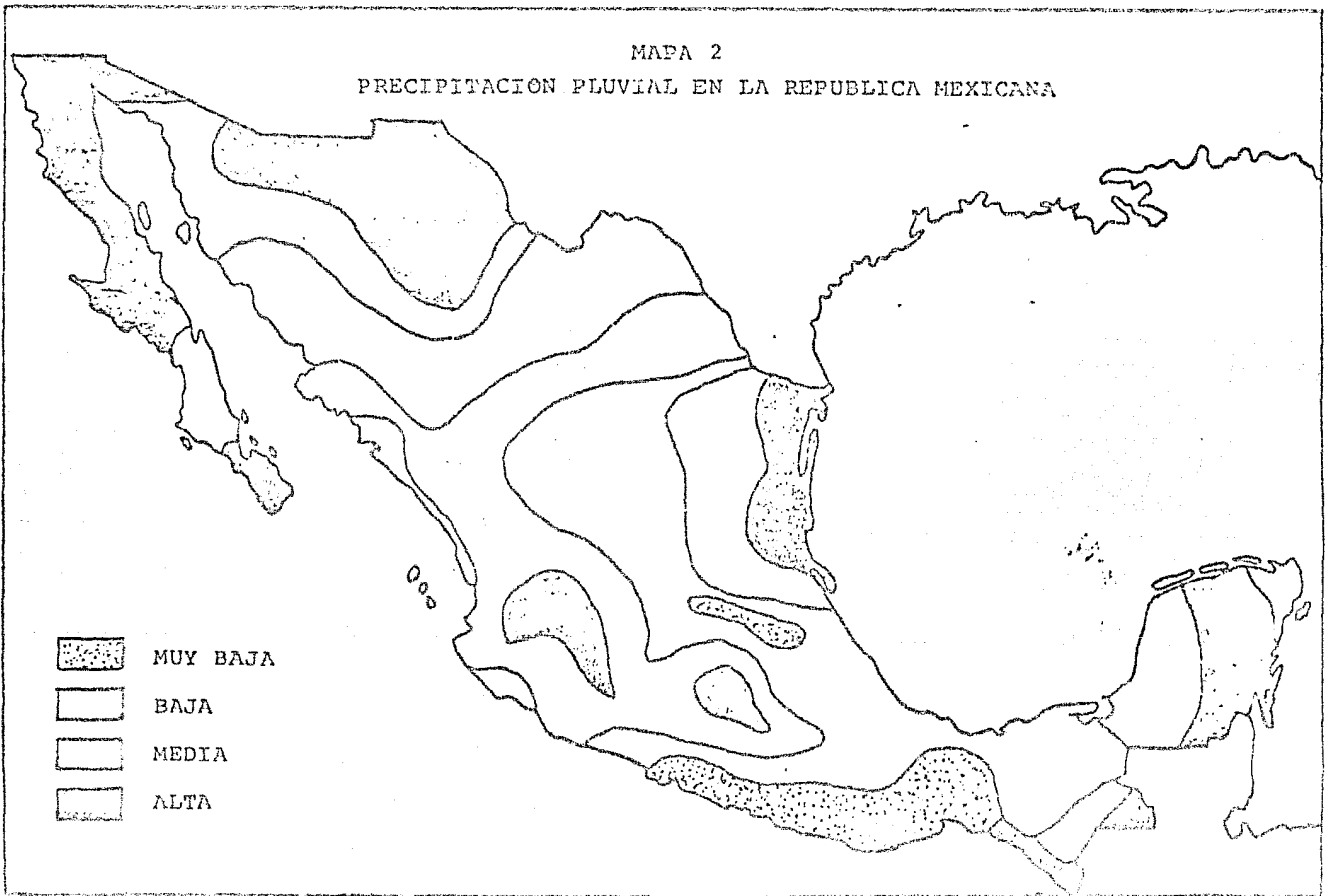 MAPA 2
PRECIPITACION PLUVIAL EN LA REPUBLICA MEXICANA
MUY BAJA
BAJA
MEDIA
ALTA